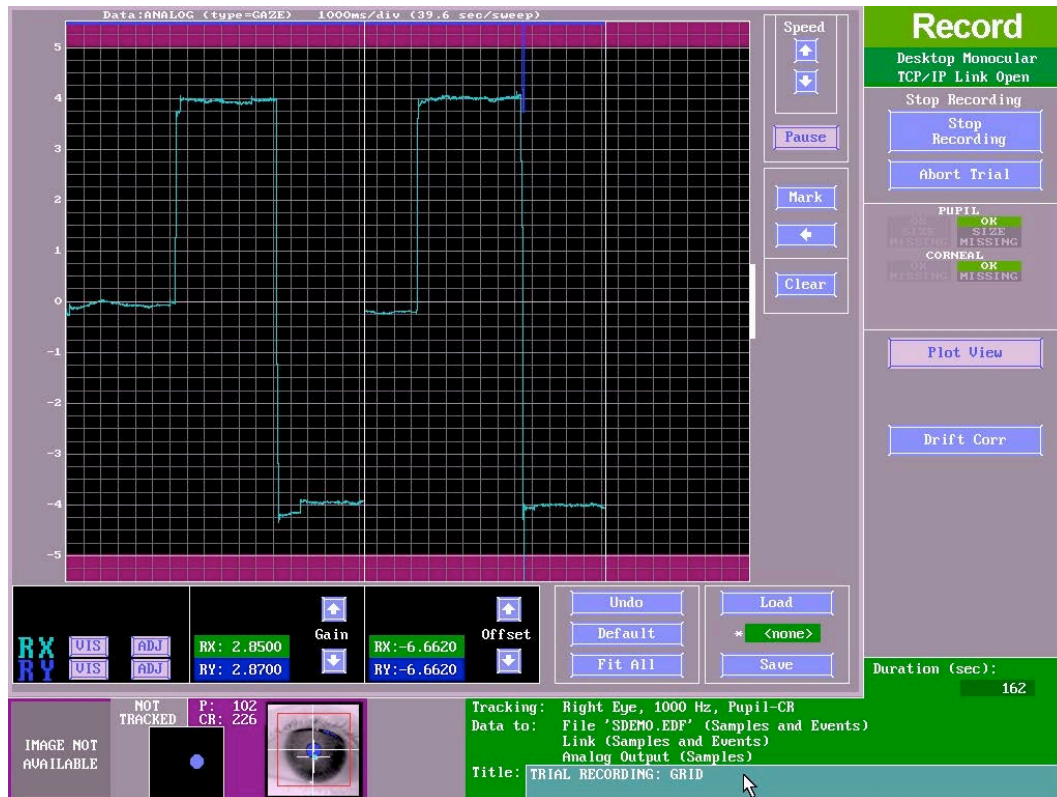 Data:ANALOG (type=GAZE) 1000ms/div (39.6 sec/sweep)
5
4
3
2
1
0
-1
-2
-3
-4
-5
Speed
Pause
Mark
Clear
Record
Desktop Monocular
TCP/IP Link Open
Stop Recording
Stop
Recording
Abort Trial
PUPIL
OK OK
SIZE SIZE
MISSING MISSING
CORNEAL
OK OK
MISSING MISSING
Plot View
Drift Corr
RX VIS ADJ
RY VIS ADJ
RX: 2.8500
RY: 2.8700
Gain
RX:-6.6620
RY:-6.6620
Offset
Undo
Default
Fit All
Load
* <none>
Save
Duration (sec):
162
IMAGE NOT
AVAILABLE
NOT
TRACKED
P: 102
CR: 226
Tracking: Right Eye, 1000 Hz, Pupil-CR
Data to: File 'SDEMO.EDF' (Samples and Events)
Link (Samples and Events)
Analog Output (Samples)
Title: TRIAL RECORDING: GRID